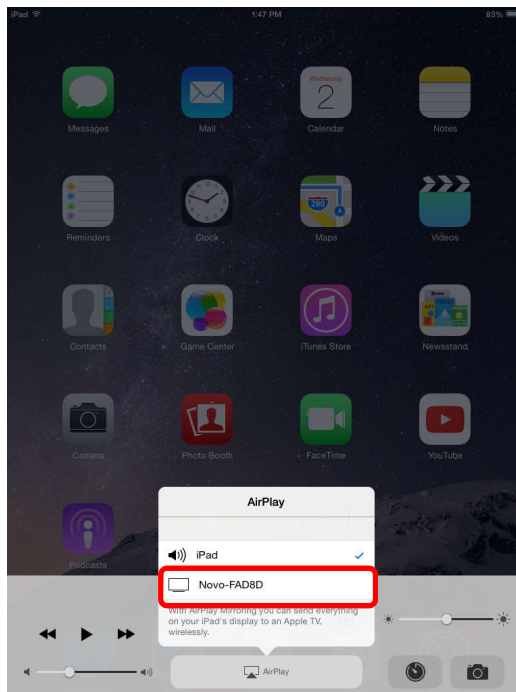 iPad 1:47 PM 83%
Wednesday
2
Messages Mail Calendar Notes
280
Reminders Clock Maps Videos
Contacts Game Center iTunes Store Newsstand
Camera Photo Booth FaceTime YouTube
Podcasts
AirPlay
iPad
Novo-FAD8D
With AirPlay Mirroring you can send everything
on your iPad's display to an Apple TV,
wirelessly.
AirPlay